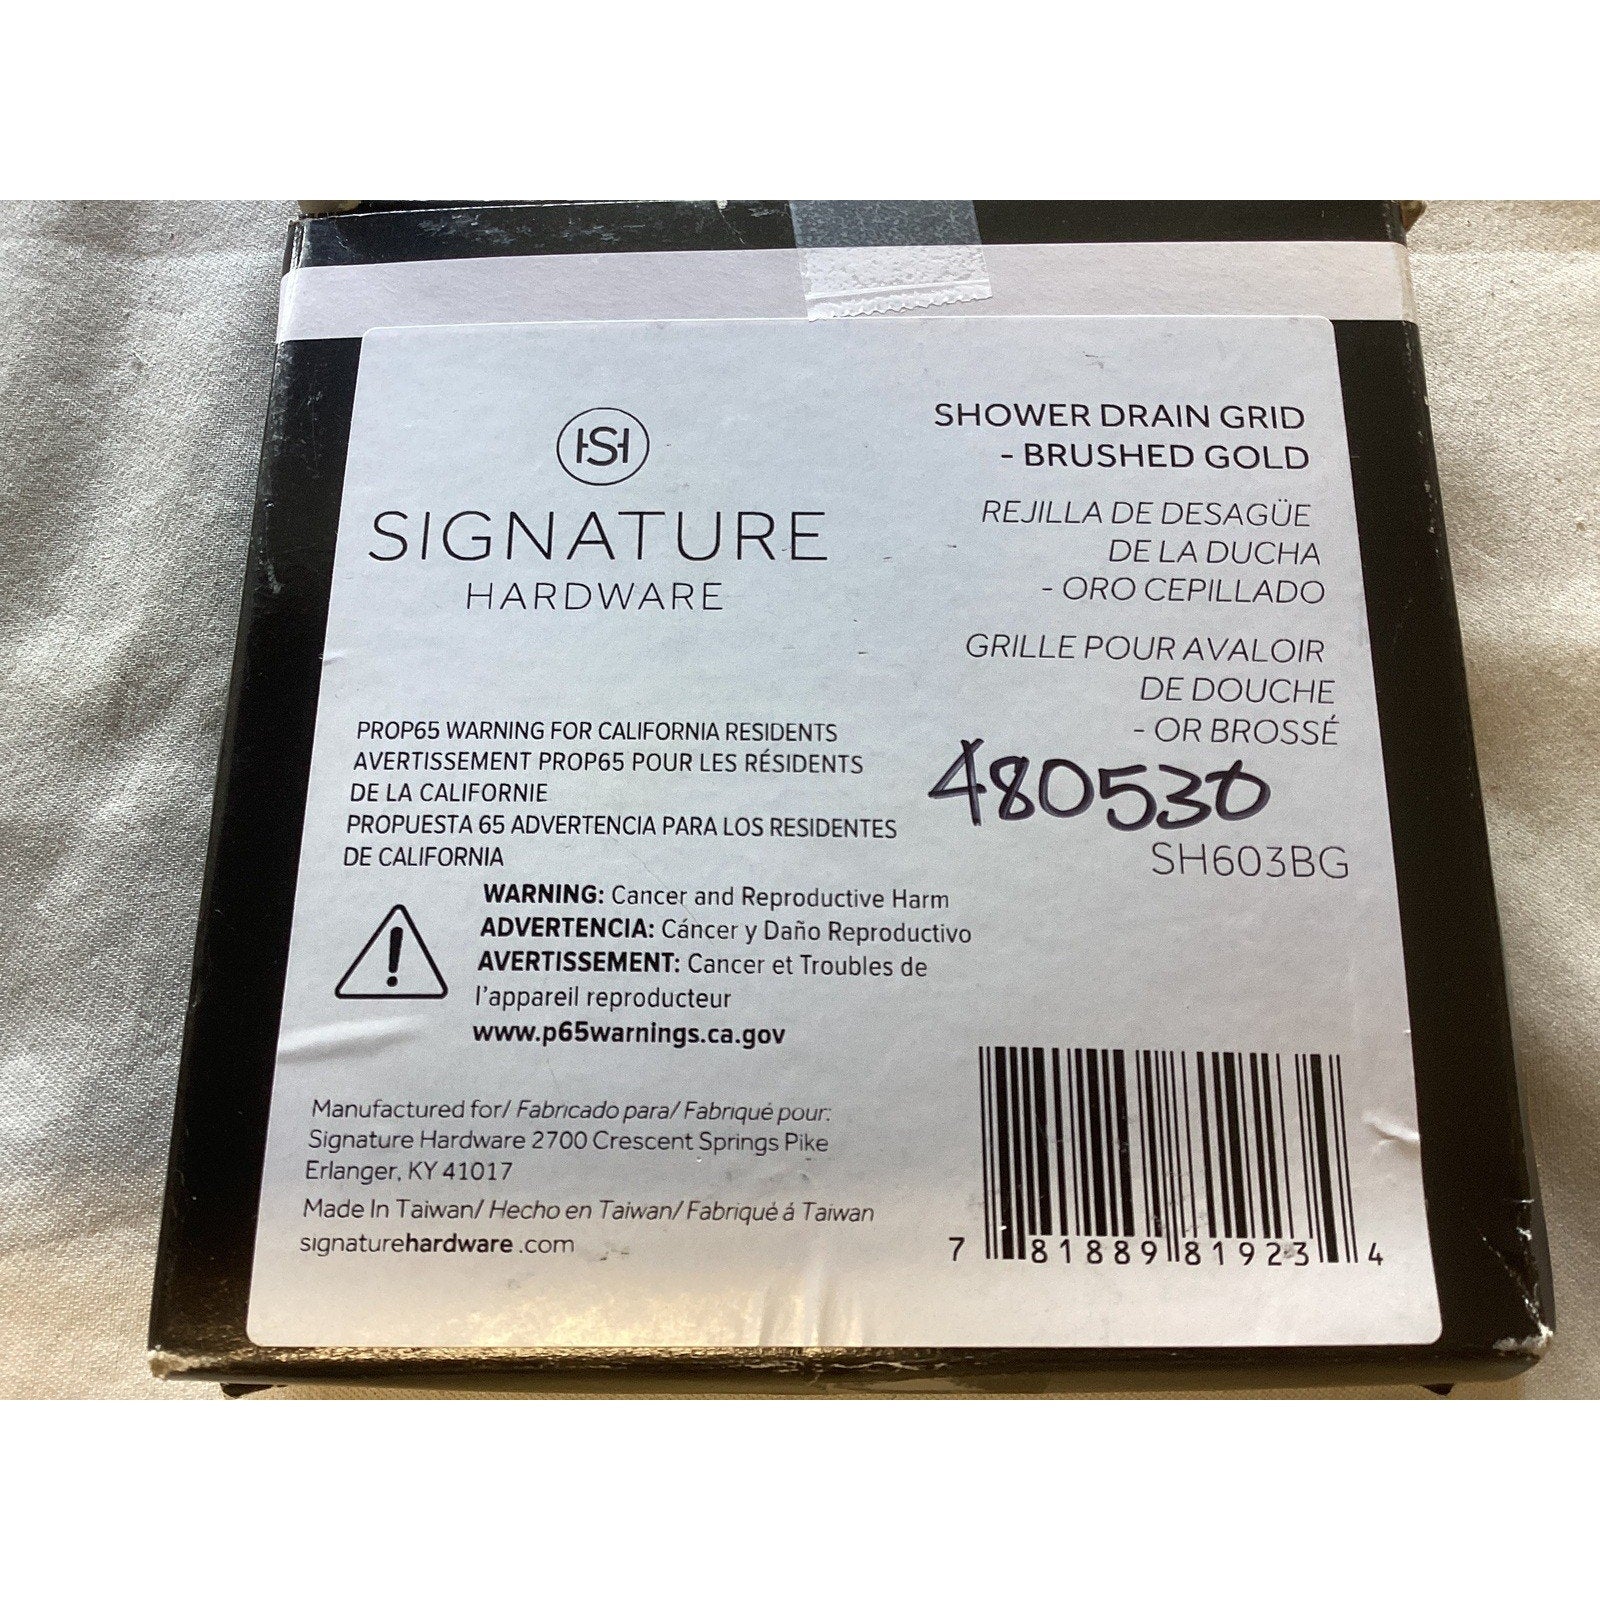 SH
SIGNATURE
HARDWARE
SHOWER DRAIN GRID
- BRUSHED GOLD
REJILLA DE DESAGÜE
DE LA DUCHA
- ORO CEPILLADO
GRILLE POUR AVALOIR
DE DOUCHE
- OR BROSSÉ
480530
SH603BG
PROP65 WARNING FOR CALIFORNIA RESIDENTS
AVERTISSEMENT PROP65 POUR LES RÉSIDENTS
DE LA CALIFORNIE
PROPUESTA 65 ADVERTENCIA PARA LOS RESIDENTES
DE CALIFORNIA
WARNING: Cancer and Reproductive Harm
ADVERTENCIA: Cáncer y Daño Reproductivo
AVERTISSEMENT: Cancer et Troubles de
l'appareil reproducteur
www.p65warnings.ca.gov
Manufactured for/ Fabricado para/ Fabriqué pour:
Signature Hardware 2700 Crescent Springs Pike
Erlanger, KY 41017
Made In Taiwan/ Hecho en Taiwan/ Fabriqué á Taiwan
signaturehardware.com
7 81889 81923 4